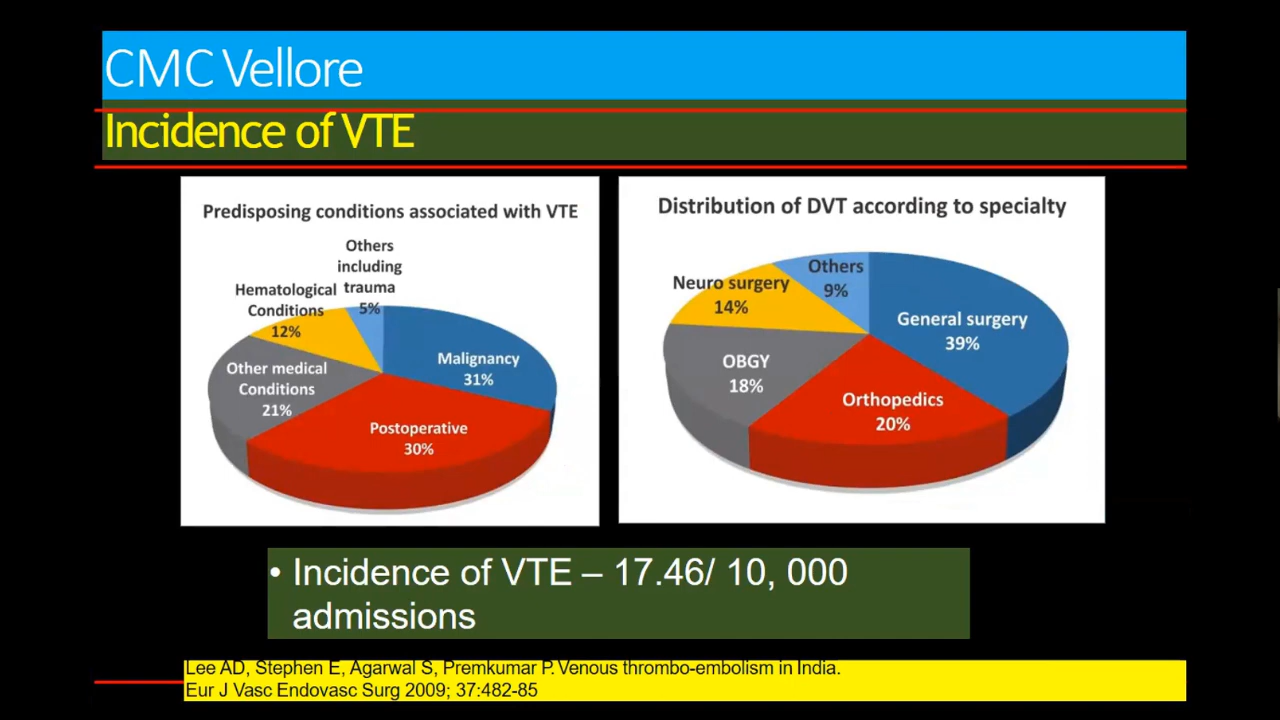 CMC Vellore
Incidence of VTE
Predisposing conditions associated with VTE
Others
including
trauma
5%
Hematological
Conditions
12%
Malignancy
31%
Other medical
Conditions
21%
Postoperative
30%
Distribution of DVT according to specialty
Others
9%
Neuro surgery
14%
General surgery
39%
OBGY
18%
Orthopedics
20%
• Incidence of VTE – 17.46/ 10, 000
admissions
Lee AD, Stephen E, Agarwal S, Premkumar P. Venous thrombo-embolism in India.
Eur J Vasc Endovasc Surg 2009; 37:482-85